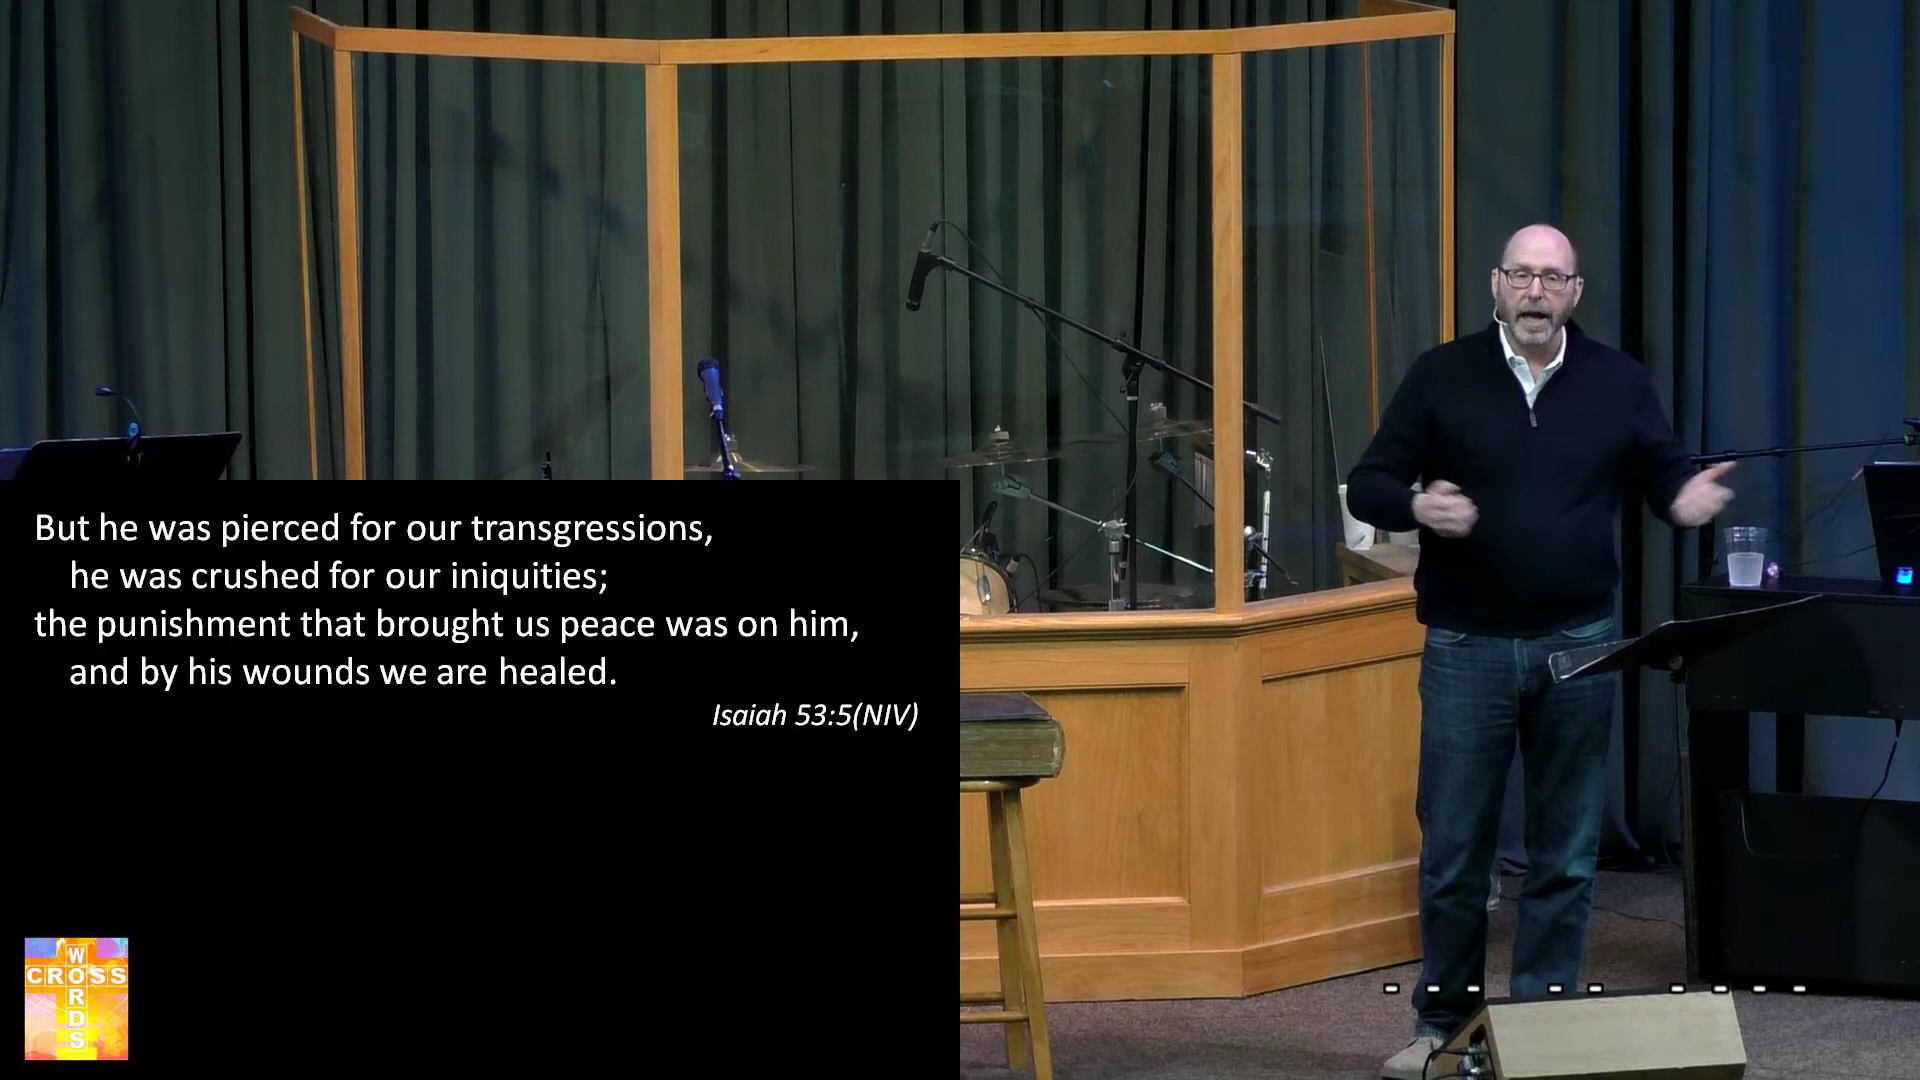 But he was pierced for our transgressions,
he was crushed for our iniquities;
the punishment that brought us peace was on him,
and by his wounds we are healed.
Isaiah 53:5(NIV)
CROSS
WORDS